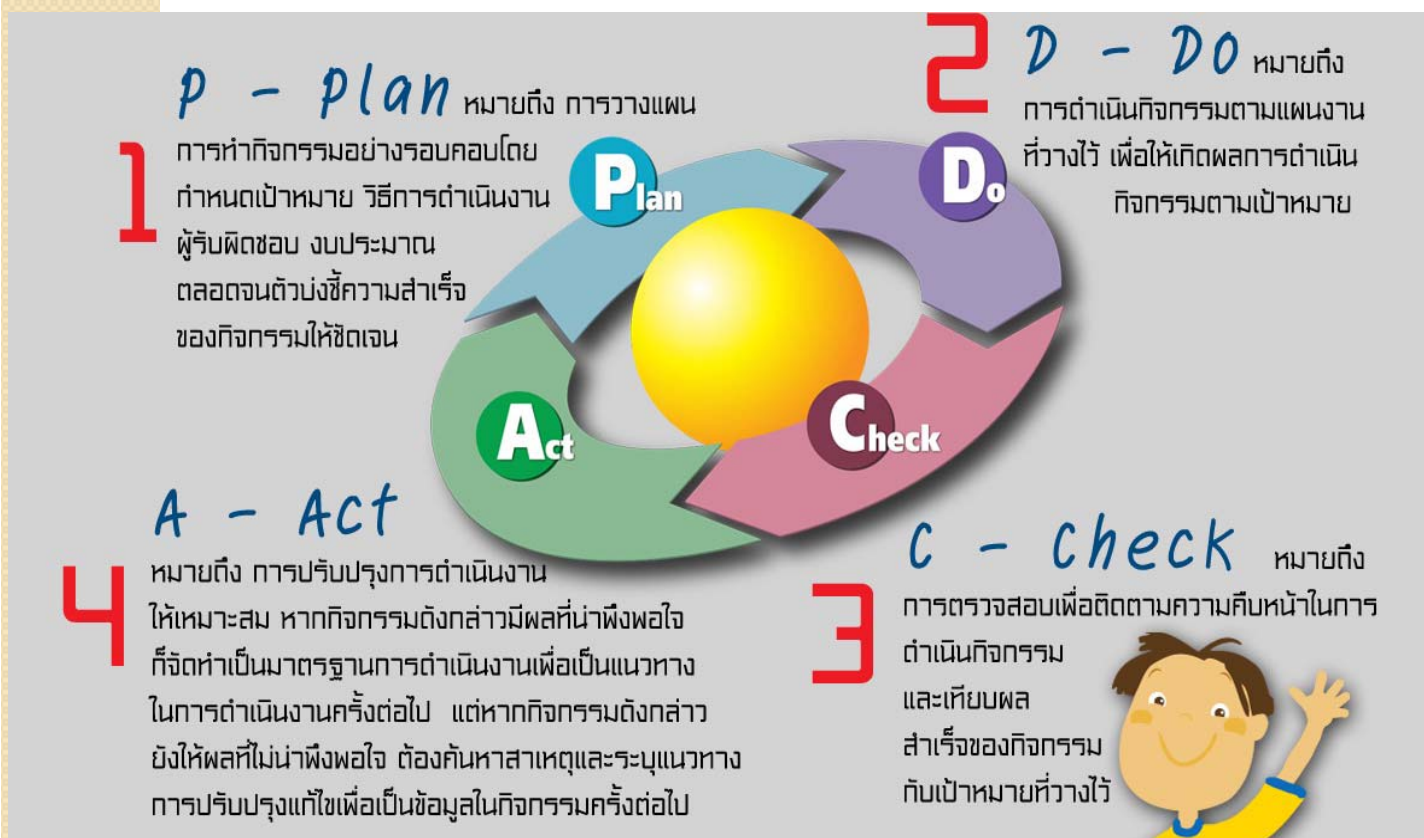 1
P - Plan หมายถึง การวางแผน
การทำกิจกรรมอย่างรอบคอบโดย
กำหนดเป้าหมาย วิธีการดำเนินงาน
ผู้รับผิดชอบ งบประมาณ
ตลอดจนตัวบ่งชี้ความสำเร็จ
ของกิจกรรมให้ชัดเจน
2
D - Do หมายถึง
การดำเนินกิจกรรมตามแผนงาน
ที่วางไว้ เพื่อให้เกิดผลการดำเนิน
กิจกรรมตามเป้าหมาย
Plan
Do
Check
Act
3
C - Check หมายถึง
การตรวจสอบเพื่อติดตามความคืบหน้าในการ
ดำเนินกิจกรรม
และเทียบผล
สำเร็จของกิจกรรม
กับเป้าหมายที่วางไว้
4
A - Act
หมายถึง การปรับปรุงการดำเนินงาน
ให้เหมาะสม หากกิจกรรมดังกล่าวมีผลที่น่าพึงพอใจ
ก็จัดทำเป็นมาตรฐานการดำเนินงานเพื่อเป็นแนวทาง
ในการดำเนินงานครั้งต่อไป แต่หากกิจกรรมดังกล่าว
ยังให้ผลที่ไม่น่าพึงพอใจ ต้องค้นหาสาเหตุและระบุแนวทาง
การปรับปรุงแก้ไขเพื่อเป็นข้อมูลในกิจกรรมครั้งต่อไป